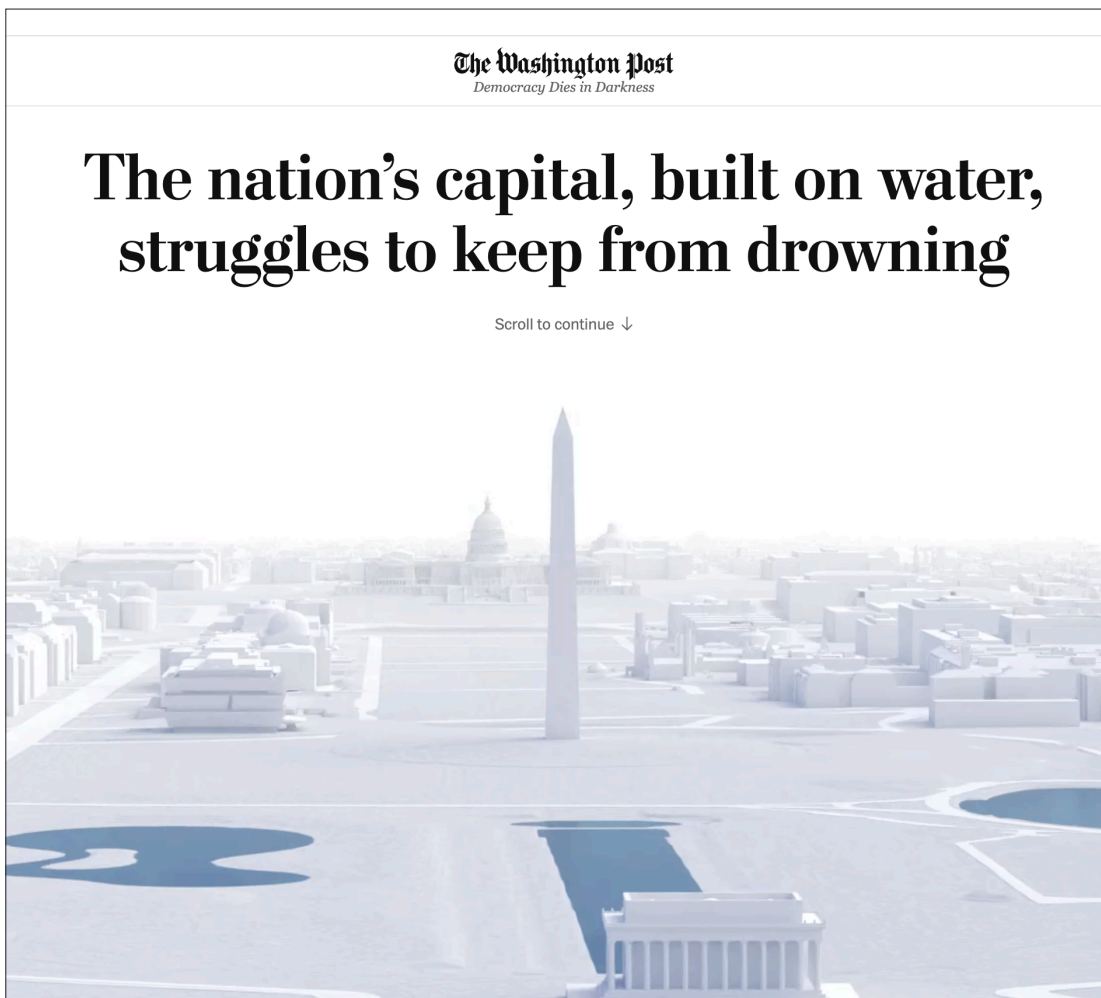 The Washington Post
Democracy Dies in Darkness
The nation’s capital, built on water,
struggles to keep from drowning
Scroll to continue ↓